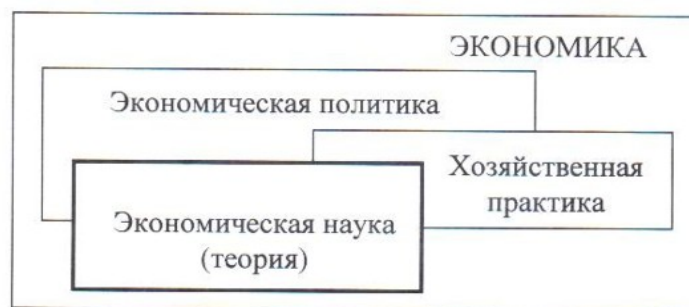 ЭКОНОМИКА
Экономическая политика
Хозяйственная
практика
Экономическая наука
(теория)